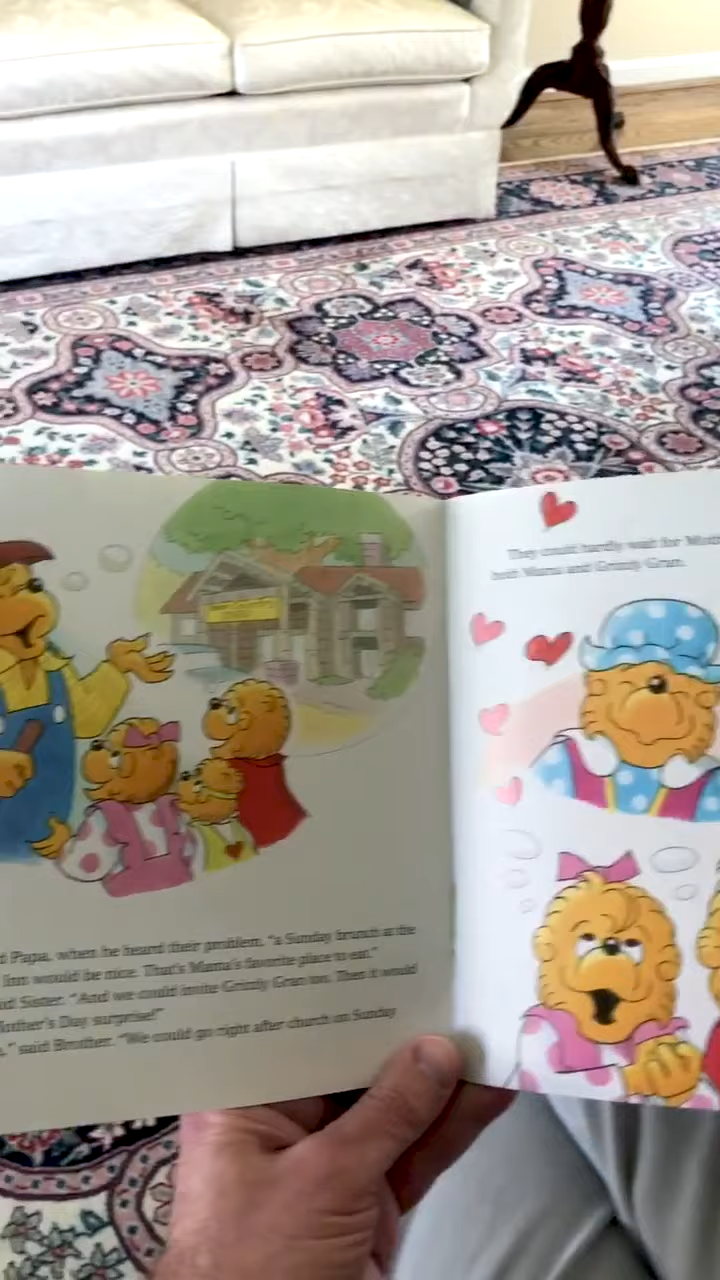 d Papa, when he heard their problem, "a Sunday brunch at the
Inn would be nice. That's Mama's favorite place to eat."
d Sister. "And we could invite Grizzly Gran too. Then it would
other's Day surprise!"
," said Brother. "We could go right after church on Sunday
They could hardly wait for Moth
both Mama and Grizzly Gran.